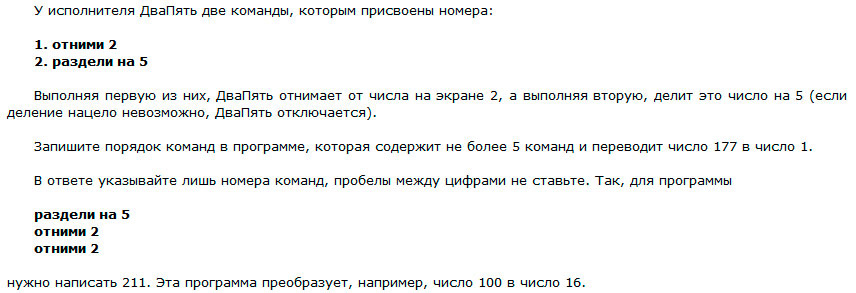 У исполнителя ДваПять две команды, которым присвоены номера:
1. отними 2
2. раздели на 5
Выполняя первую из них, ДваПять отнимает от числа на экране 2, а выполняя вторую, делит это число на 5 (если
деление нацело невозможно, ДваПять отключается).
Запишите порядок команд в программе, которая содержит не более 5 команд и переводит число 177 в число 1.
В ответе указывайте лишь номера команд, пробелы между цифрами не ставьте. Так, для программы
раздели на 5
отними 2
отними 2
нужно написать 211. Эта программа преобразует, например, число 100 в число 16.